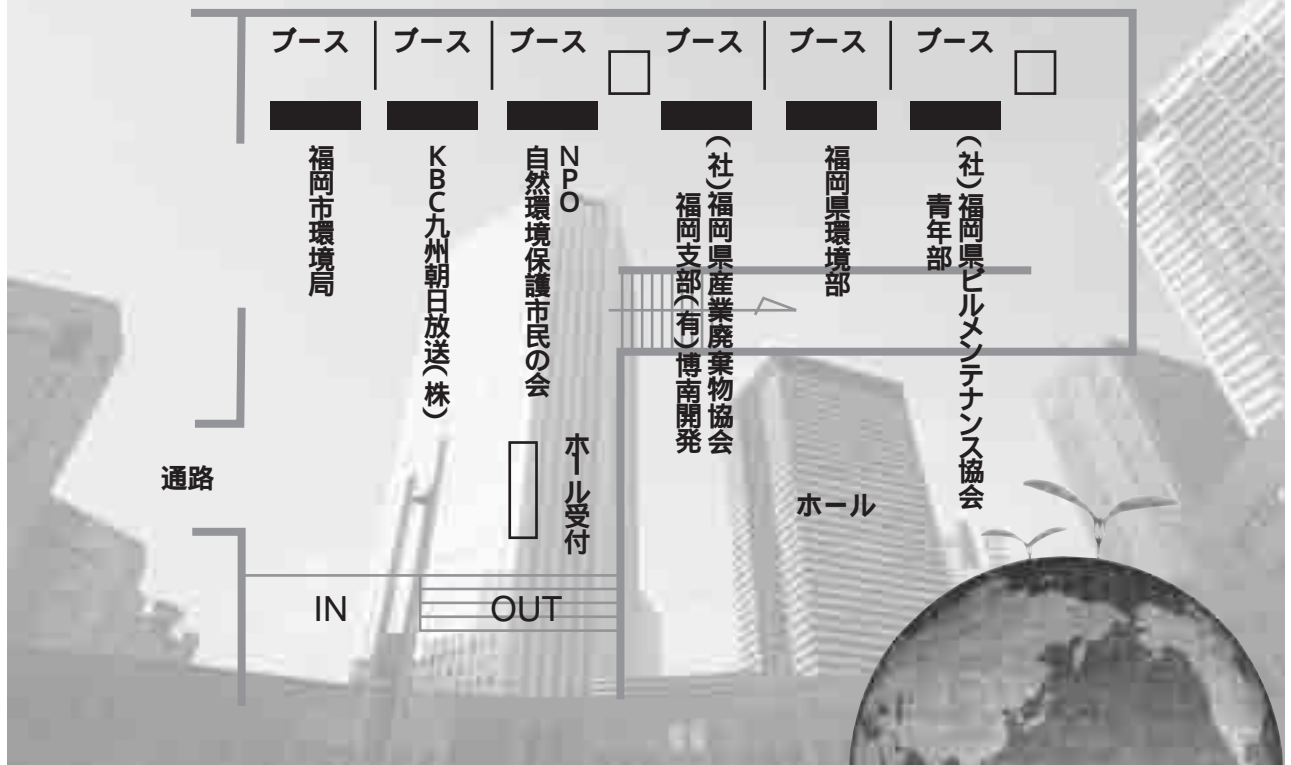 ブース
ブース
ブース
ブース
ブース
ブース
福岡市環境局
KBC九州朝日放送(株)
NPO
自然環境保護市民の会
(社)福岡県産業廃棄物協会
福岡支部(有)博南開発
福岡県環境部
(社)福岡県ビルメンテナンス協会
青年部
通路
ホール受付
ホール
IN
OUT